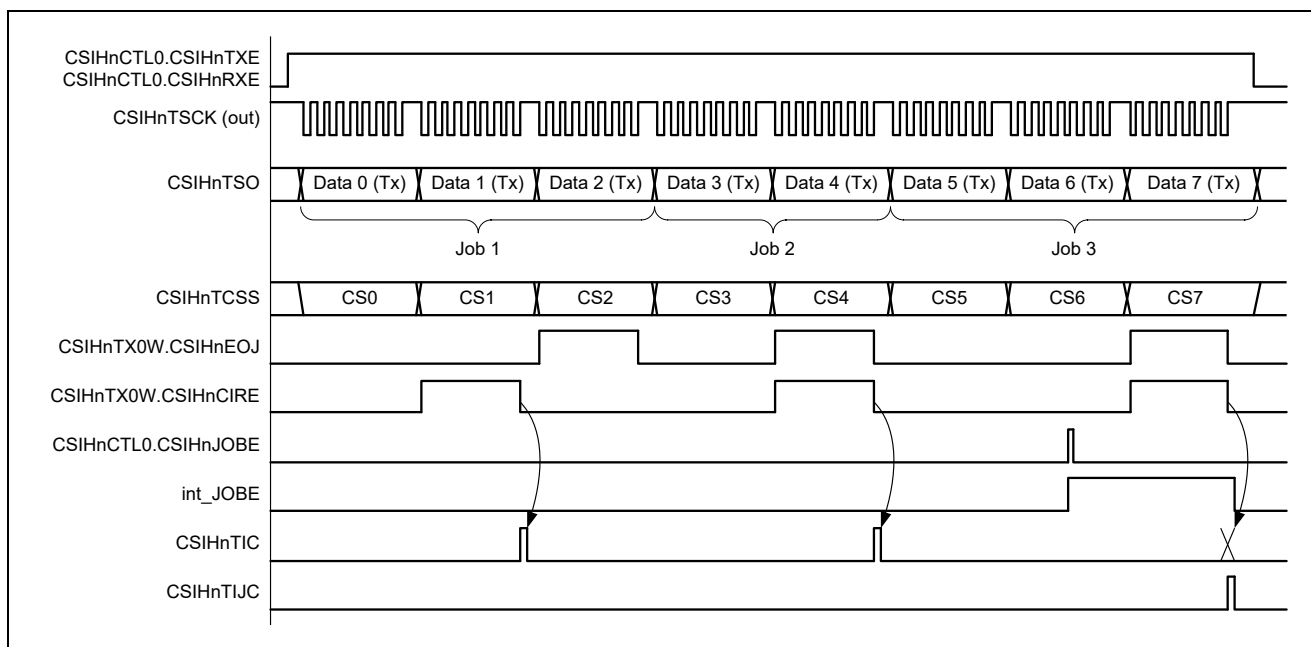 CSIHnCTL0.CSIHnTXE
CSIHnCTL0.CSIHnRXE
CSIHnTSCK (out)
CSIHnTSO
Data 0 (Tx) Data 1 (Tx) Data 2 (Tx) Data 3 (Tx) Data 4 (Tx) Data 5 (Tx) Data 6 (Tx) Data 7 (Tx)
Job 1 Job 2 Job 3
CSIHnTCSS
CS0 CS1 CS2 CS3 CS4 CS5 CS6 CS7
CSIHnTX0W.CSIHnEOJ
CSIHnTX0W.CSIHnCIRE
CSIHnCTL0.CSIHnJOBE
int_JOBE
CSIHnTIC
CSIHnTIJC